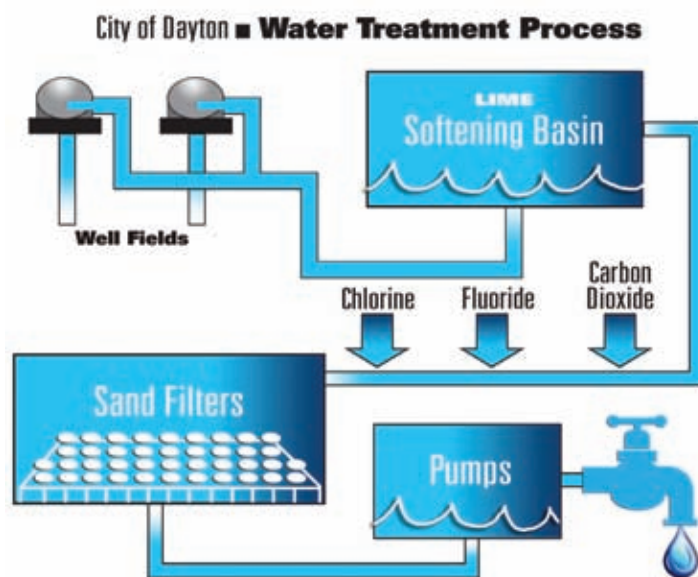 City of Dayton ■ Water Treatment Process
LIME
Softening Basin
Well Fields
Chlorine
Fluoride
Carbon
Dioxide
Sand Filters
Pumps